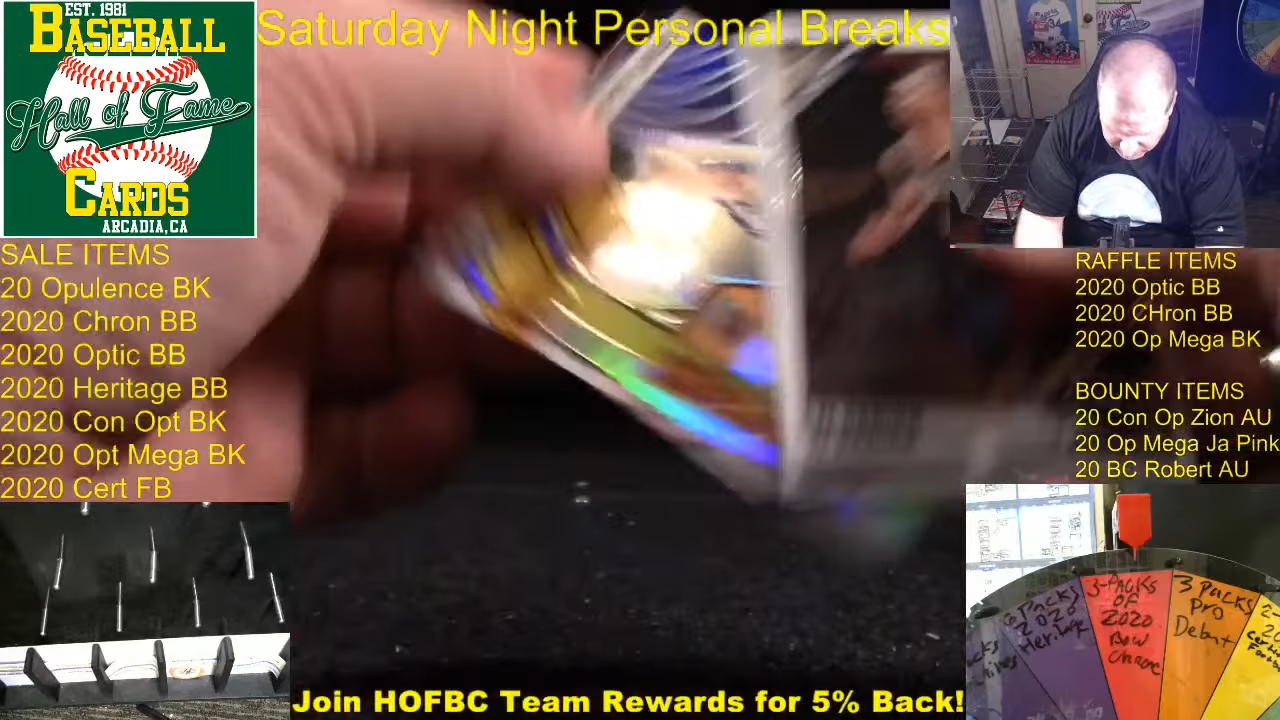 EST. 1981
BASEBALL
Hall of Fame
CARDS
ARCADIA, CA
Saturday Night Personal Breaks
SALE ITEMS
20 Opulence BK
2020 Chron BB
2020 Optic BB
2020 Heritage BB
2020 Con Opt BK
2020 Opt Mega BK
2020 Cert FB
RAFFLE ITEMS
2020 Optic BB
2020 CHron BB
2020 Op Mega BK
BOUNTY ITEMS
20 Con Op Zion AU
20 Op Mega Ja Pink
20 BC Robert AU
Packs
2020
Heritage
3-PACKS
OF
2020
BOW
CHROME
3 PACKS
PRO
Debut
Join HOFBC Team Rewards for 5% Back!